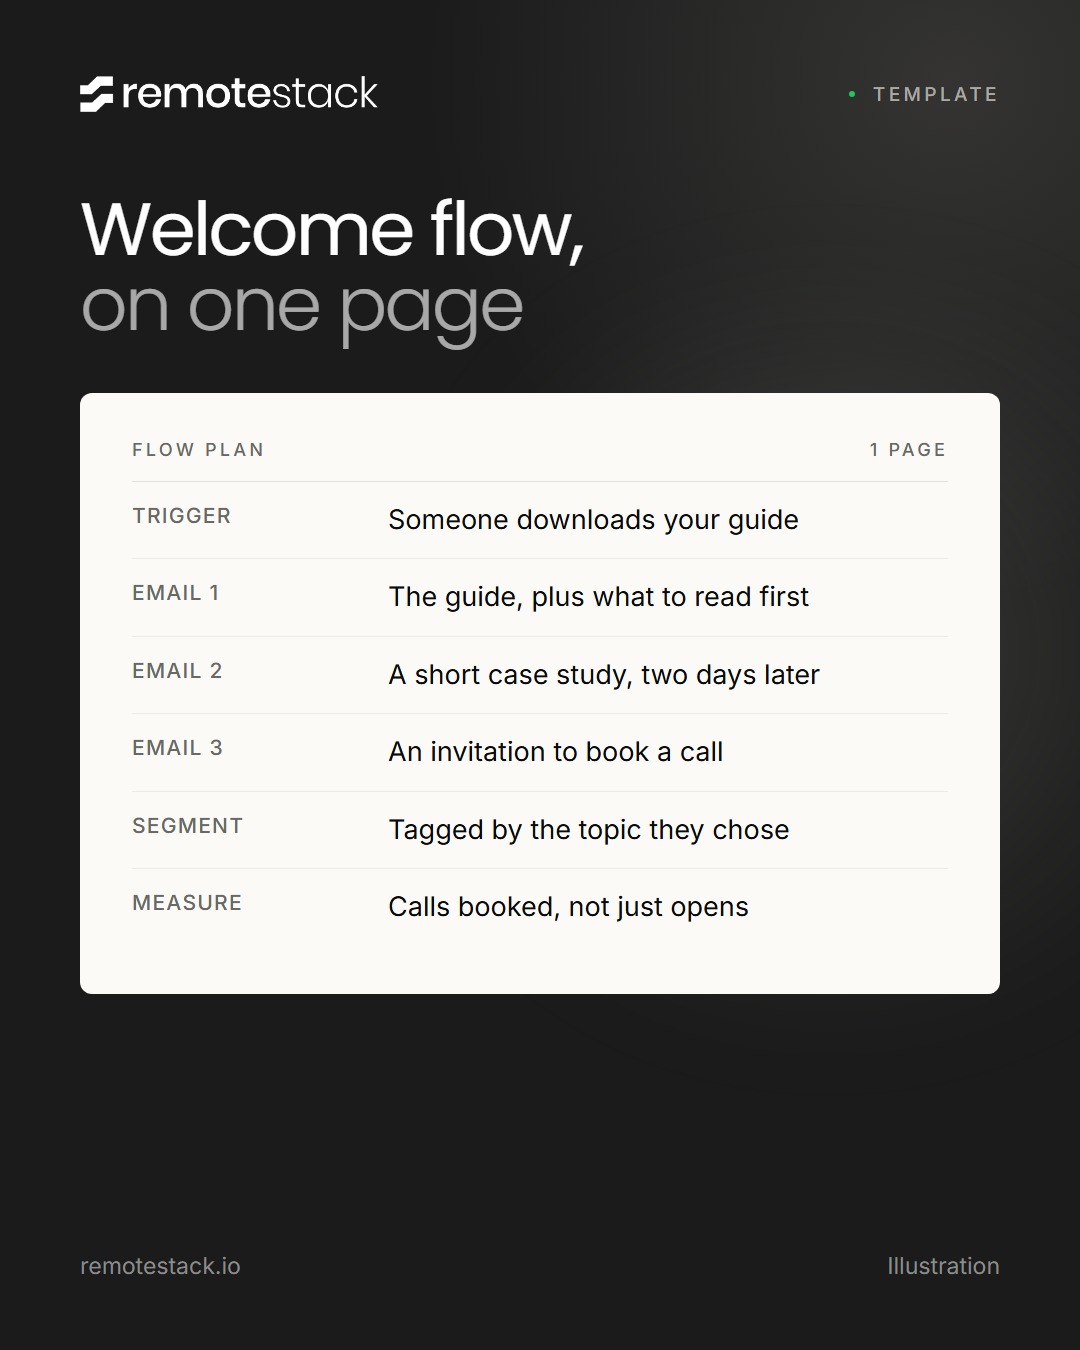 remotestack
TEMPLATE
Welcome flow,
on one page
FLOW PLAN
1 PAGE
TRIGGER
Someone downloads your guide
EMAIL 1
The guide, plus what to read first
EMAIL 2
A short case study, two days later
EMAIL 3
An invitation to book a call
SEGMENT
Tagged by the topic they chose
MEASURE
Calls booked, not just opens
remotestack.io
Illustration